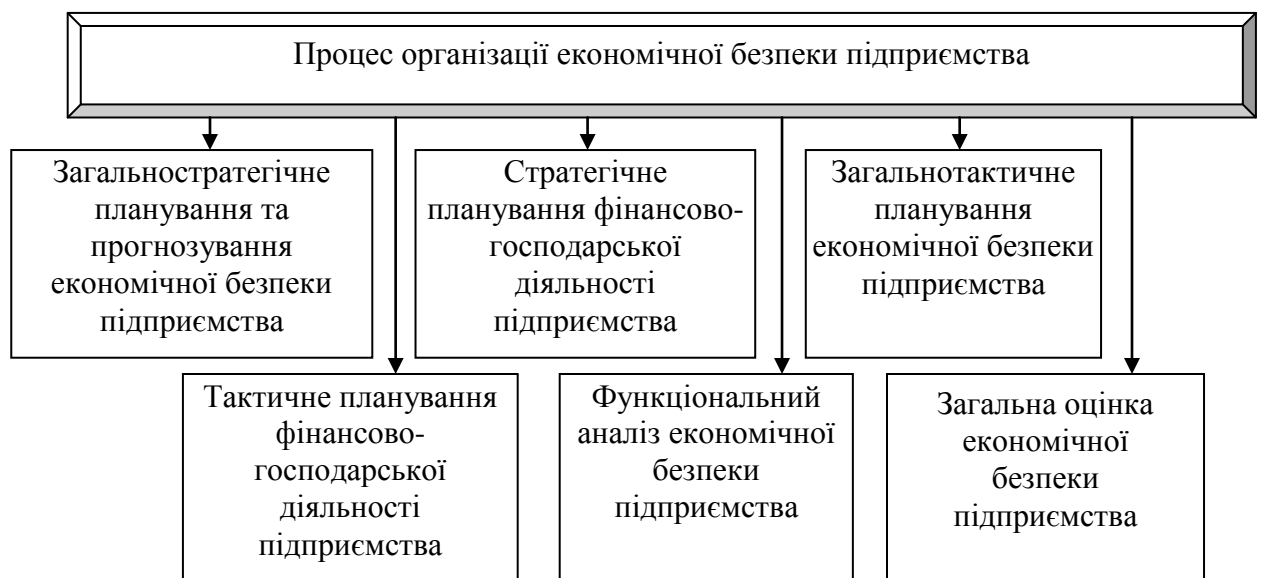 Процес організації економічної безпеки підприємства
Загальностратегічне
планування та
прогнозування
економічної безпеки
підприємства
Стратегічне
планування фінансово-
господарської
діяльності
підприємства
Загальнотактичне
планування
економічної безпеки
підприємства
Тактичне планування
фінансово-
господарської
діяльності
підприємства
Функціональний
аналіз економічної
безпеки
підприємства
Загальна оцінка
економічної
безпеки
підприємства